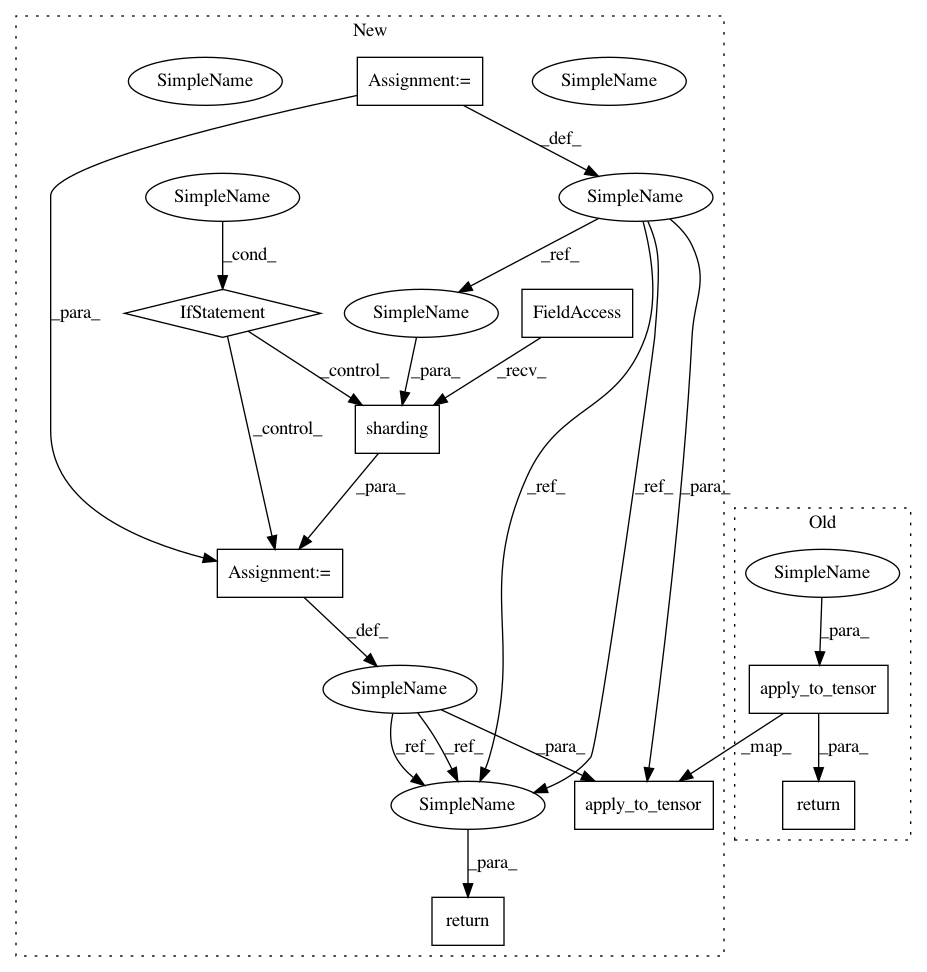 New
SimpleName
Assignment:=
SimpleName
_def_
SimpleName
SimpleName
_cond_
_ref_
_para_
IfStatement
SimpleName
FieldAccess
_control_
_para_
_recv_
_control_
sharding
_para_
_ref_
_ref_
_para_
Old
Assignment:=
SimpleName
_def_
_para_
SimpleName
apply_to_tensor
_ref_
_ref_
_para_
_map_
_para_
SimpleName
apply_to_tensor
return
_para_
return